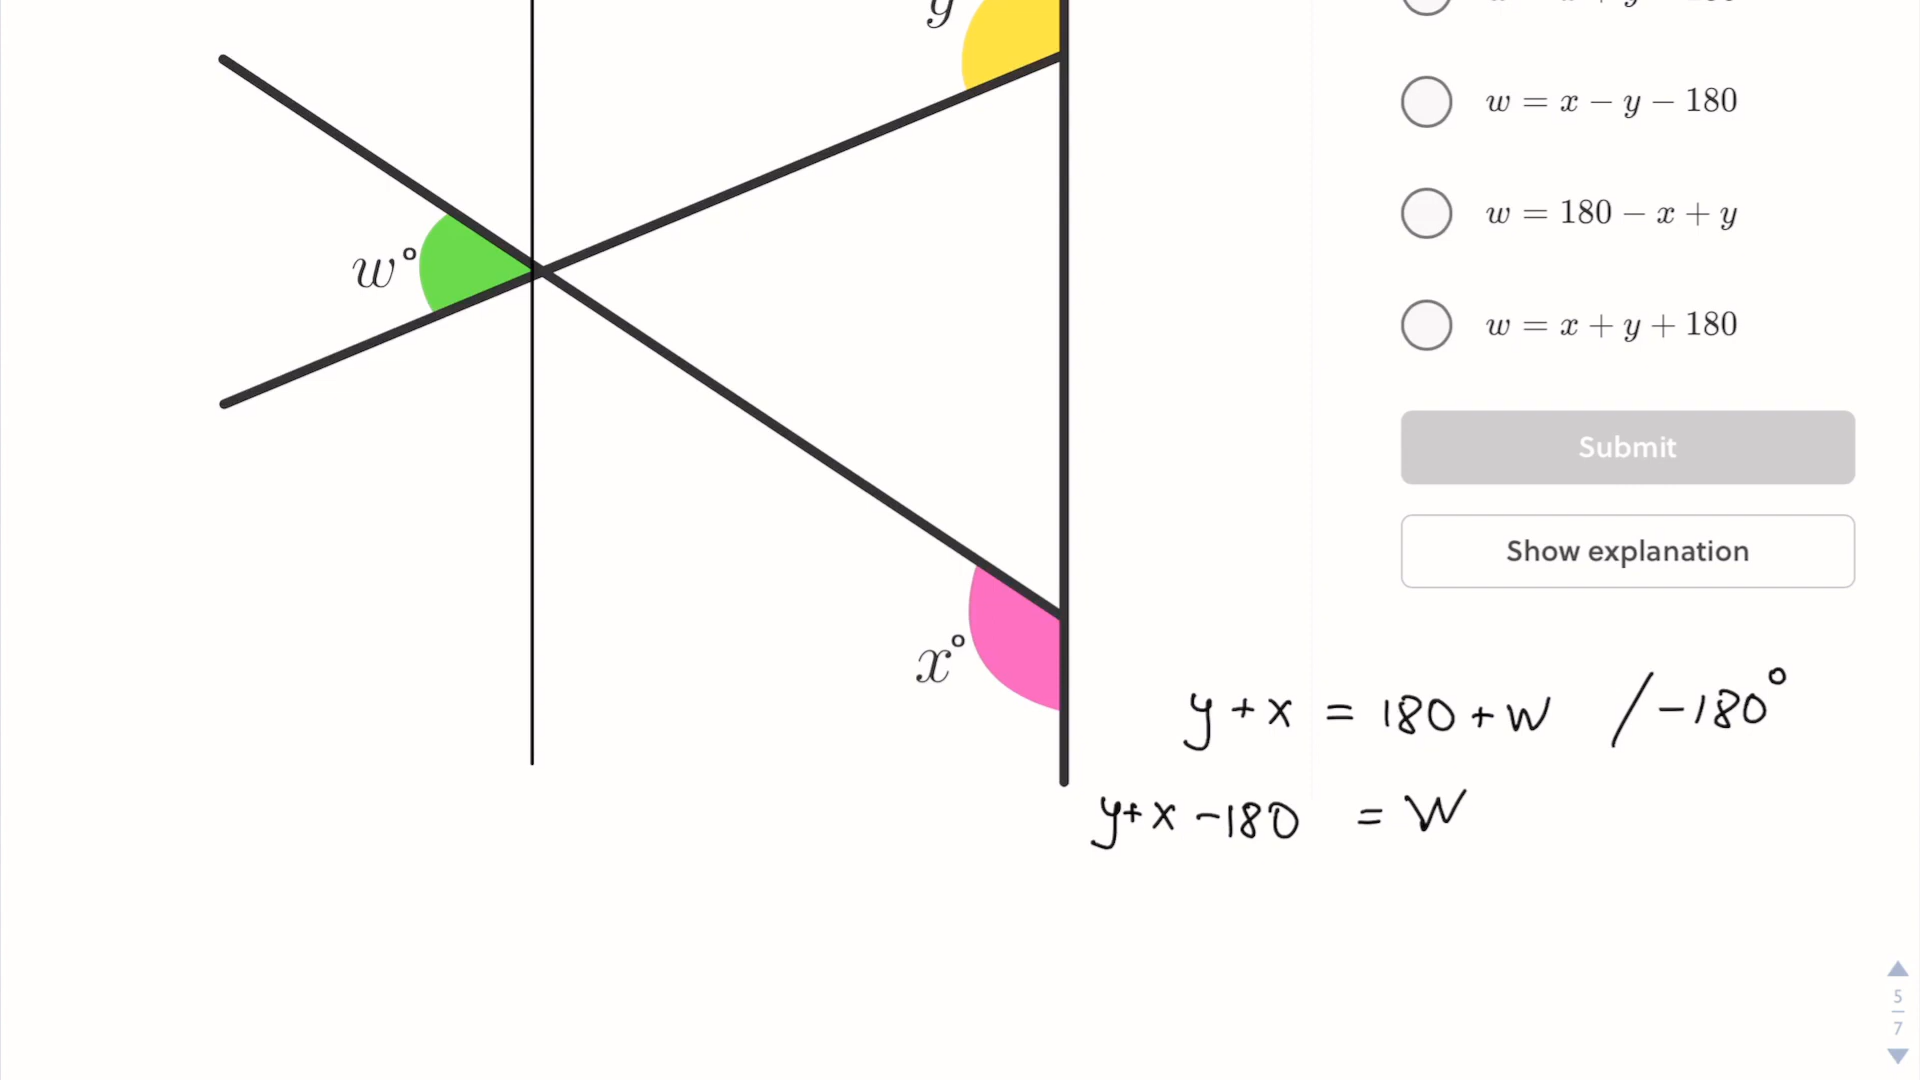 y
w = x − y − 180
w = 180 − x + y
w = x + y + 180
w°
Submit
Show explanation
x°
y + x = 180 + w / −180°
y + x − 180 = w
5
7